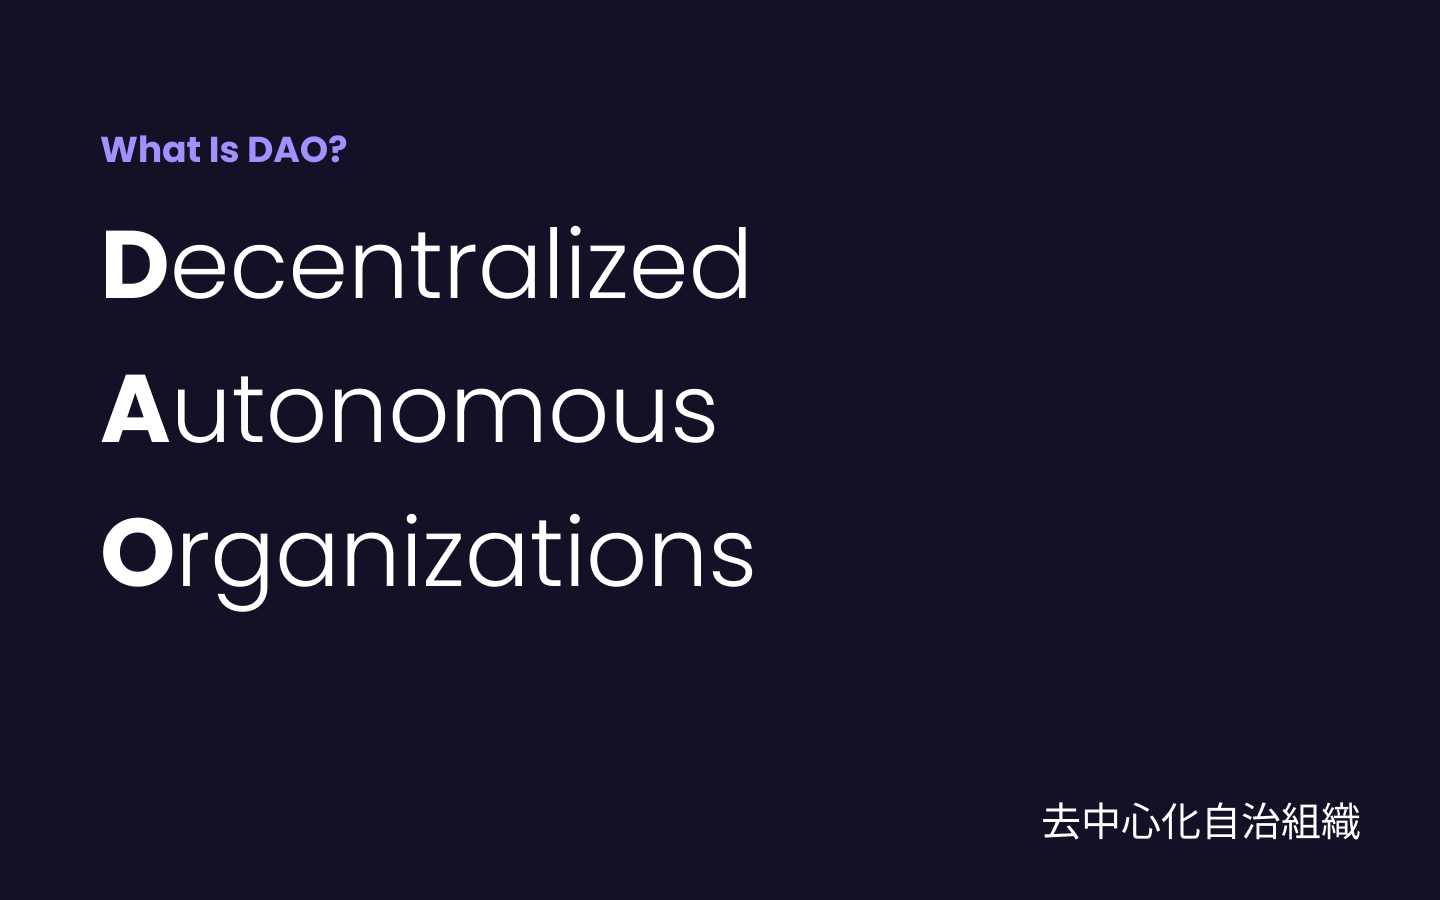 What Is DAO?
Decentralized
Autonomous
Organizations
去中心化自治組織